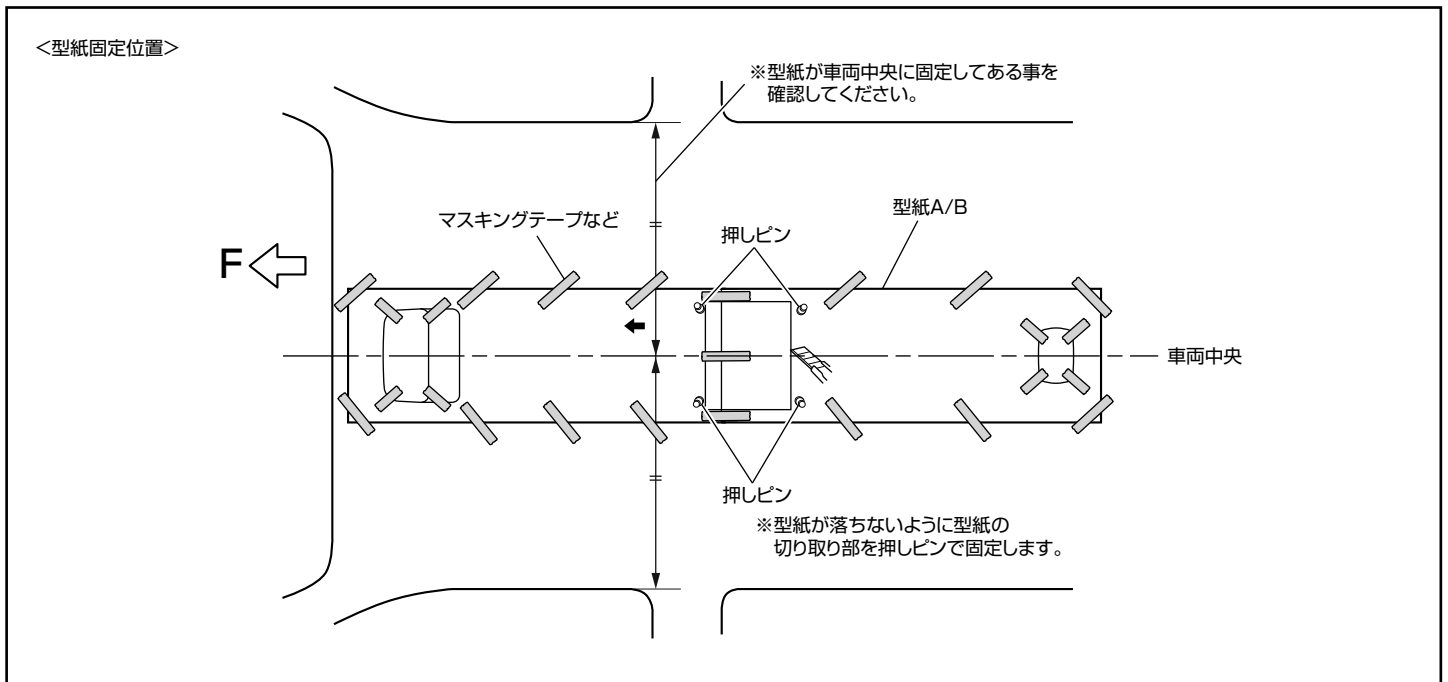 ＜型紙固定位置＞
※型紙が車両中央に固定してある事を
確認してください。
マスキングテープなど
型紙A/B
押しピン
F
車両中央
押しピン
※型紙が落ちないように型紙の
切り取り部を押しピンで固定します。